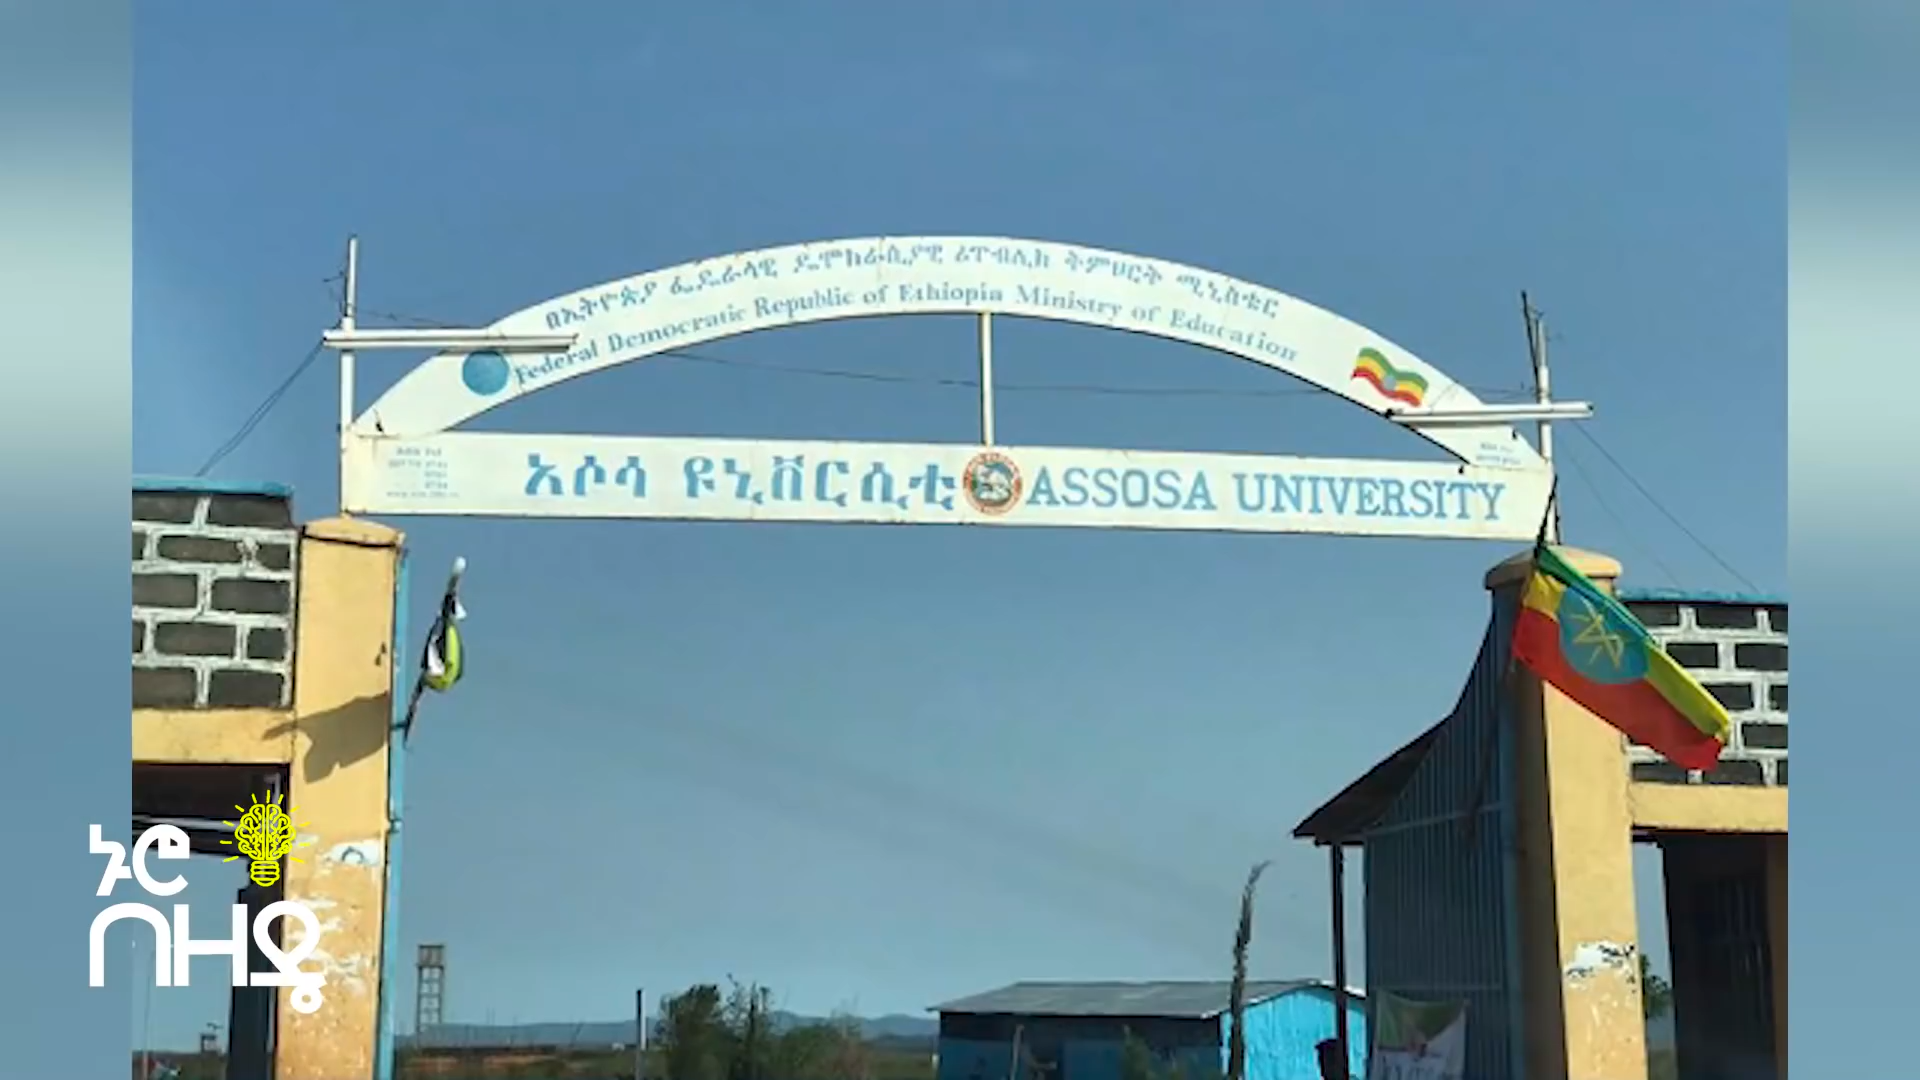 በኢትዮጵያ ፌዴራላዊ ዲሞክራሲያዊ ሪፐብሊክ ትምህርት ሚኒስቴር
Federal Democratic Republic of Ethiopia Ministry of Education
አሶሳ ዩኒቨርሲቲ ASSOSA UNIVERSITY
ኑሮ
በዘዴ